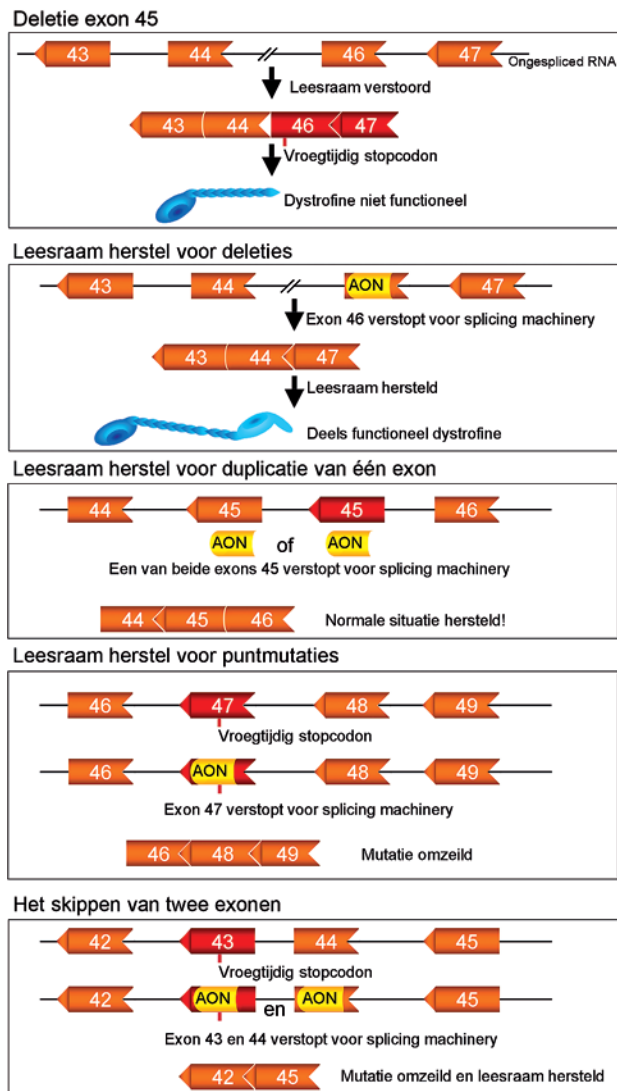 Deletie exon 45
43 44 46 47
Ongespliced RNA
Leesraam verstoord
43 44 46 47
Vroegtijdig stopcodon
Dystrofine niet functioneel
Leesraam herstel voor deleties
43 44 AON 47
Exon 46 verstopt voor splicing machinery
43 44 47
Leesraam hersteld
Deels functioneel dystrofine
Leesraam herstel voor duplicatie van één exon
44 45 45 46
AON of AON
Een van beide exons 45 verstopt voor splicing machinery
44 45 46 Normale situatie hersteld!
Leesraam herstel voor puntmutaties
46 47 48 49
Vroegtijdig stopcodon
46 AON 48 49
Exon 47 verstopt voor splicing machinery
46 48 49 Mutatie omzeild
Het skippen van twee exonen
42 43 44 45
Vroegtijdig stopcodon
42 AON en AON 45
Exon 43 en 44 verstopt voor splicing machinery
42 45 Mutatie omzeild en leesraam hersteld